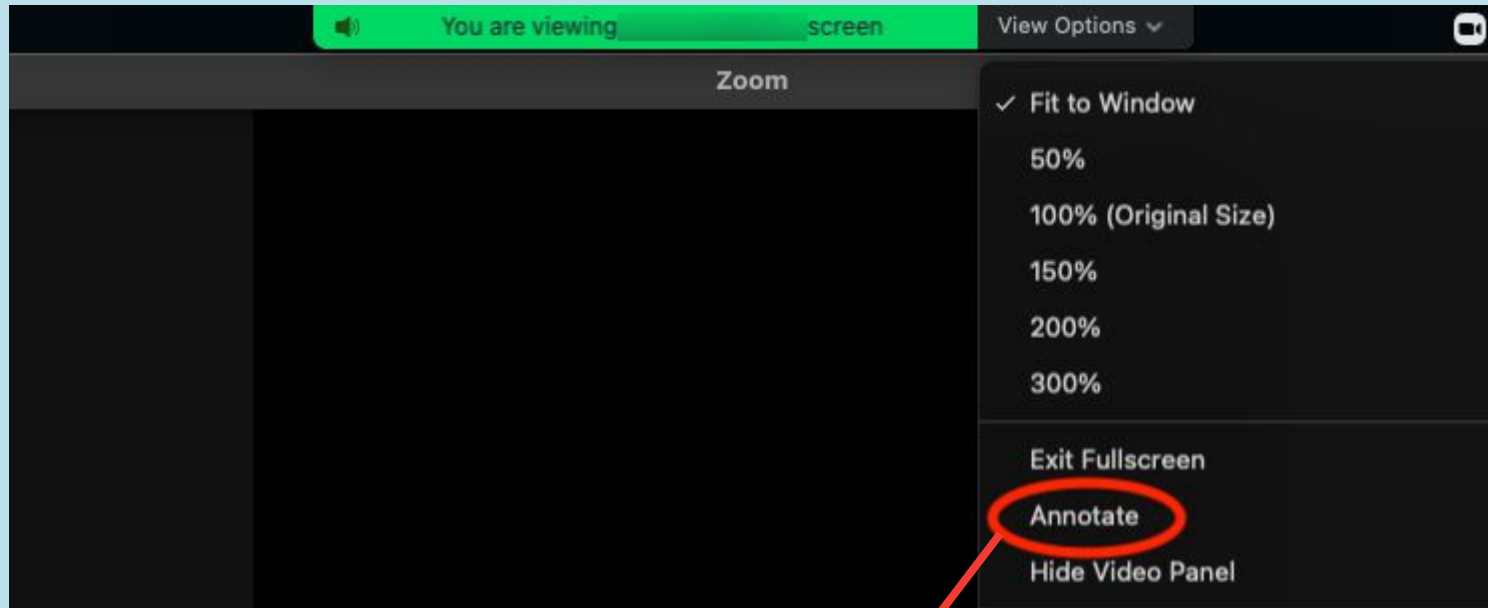 You are viewing screen
View Options
Zoom
Fit to Window
50%
100% (Original Size)
150%
200%
300%
Exit Fullscreen
Annotate
Hide Video Panel